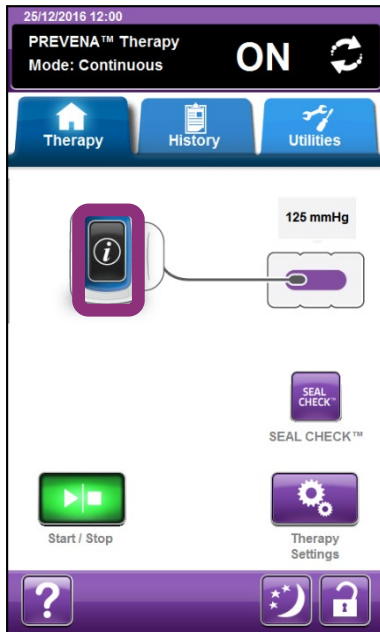 25/12/2016 12:00
PREVENA™ Therapy
Mode: Continuous
ON
Therapy
History
Utilities
i
125 mmHg
SEAL
CHECK™
SEAL CHECK™
Start / Stop
Therapy
Settings
?